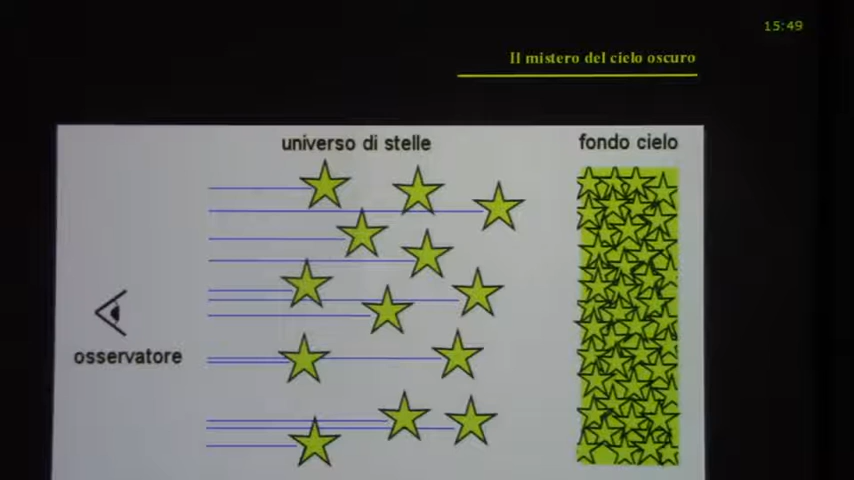 15:49
Il mistero del cielo oscuro
universo di stelle
fondo cielo
osservatore